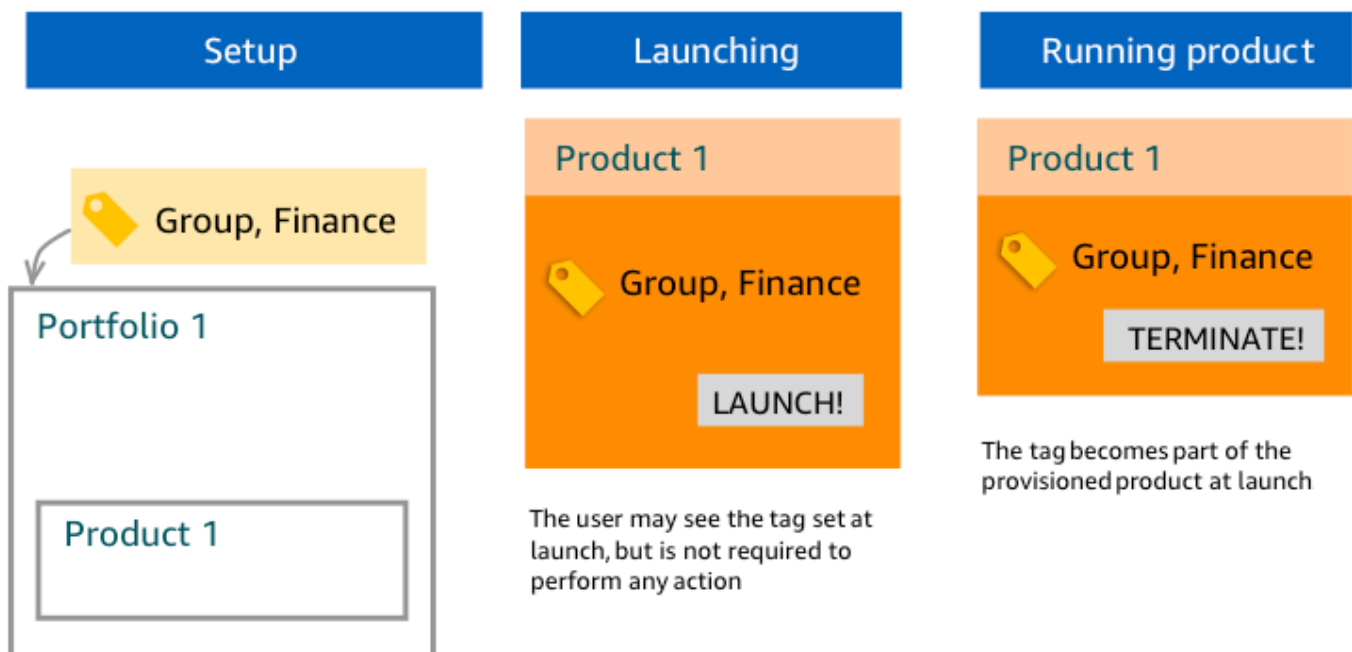 Setup
Group, Finance
Portfolio 1
Product 1
Launching
Product 1
Group, Finance
LAUNCH!
The user may see the tag set at
launch, but is not required to
perform any action
Running product
Product 1
Group, Finance
TERMINATE!
The tag becomes part of the
provisioned product at launch